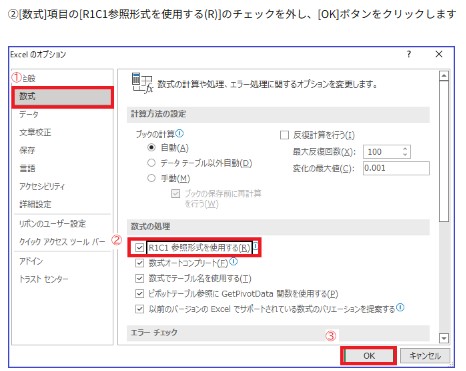 ②[数式]項目の[R1C1参照形式を使用する(R)]のチェックを外し、[OK]ボタンをクリックします
Excel のオプション
? ×
①全般
数式
データ
文章校正
保存
言語
アクセシビリティ
詳細設定
リボンのユーザー設定
クイック アクセス ツール バー
アドイン
トラスト センター
fx 数式の計算や処理、エラー処理に関するオプションを変更します。
計算方法の設定
ブックの計算
自動(A)
データ テーブル以外自動(D)
手動(M)
ブックの保存前に再計算
を行う(W)
反復計算を行う(I)
最大反復回数(X): 100
変化の最大値(C): 0.001
数式の処理
② R1C1 参照形式を使用する(R)
数式オートコンプリート(F)
数式でテーブル名を使用する(T)
ピボットテーブル参照に GetPivotData 関数を使用する(P)
以前のバージョンの Excel でサポートされている数式のバリエーションを提案する
エラー チェック
③
OK
キャンセル